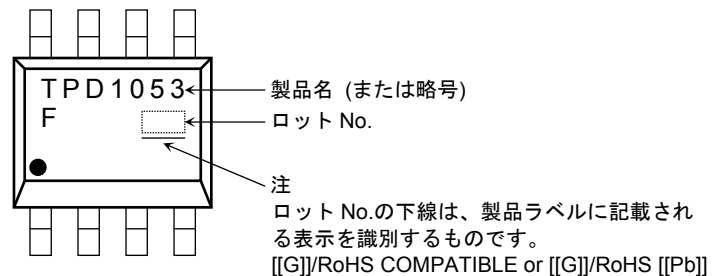 TPD1053
F
製品名 (または略号)
ロット No.
注
ロット No.の下線は、製品ラベルに記載され
る表示を識別するものです。
[[G]]/RoHS COMPATIBLE or [[G]]/RoHS [[Pb]]